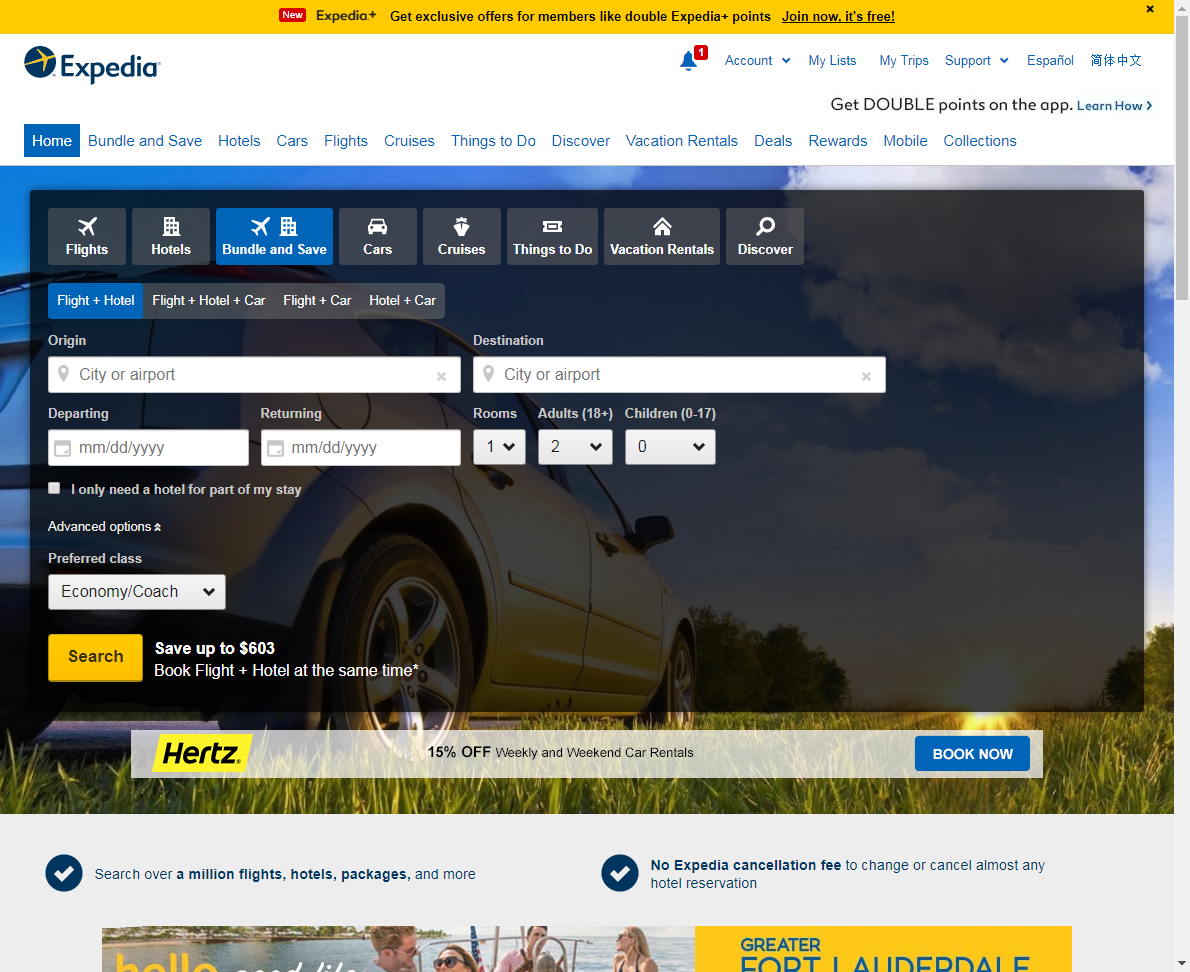 New Expedia+ Get exclusive offers for members like double Expedia+ points Join now, it's free!
Expedia
1 Account My Lists My Trips Support Español 简体中文
Get DOUBLE points on the app. Learn How
Home Bundle and Save Hotels Cars Flights Cruises Things to Do Discover Vacation Rentals Deals Rewards Mobile Collections
Flights Hotels Bundle and Save Cars Cruises Things to Do Vacation Rentals Discover
Flight + Hotel Flight + Hotel + Car Flight + Car Hotel + Car
Origin Destination
City or airport City or airport
Departing Returning Rooms Adults (18+) Children (0-17)
mm/dd/yyyy mm/dd/yyyy 1 2 0
I only need a hotel for part of my stay
Advanced options
Preferred class
Economy/Coach
Search
Save up to $603
Book Flight + Hotel at the same time*
Hertz. 15% OFF Weekly and Weekend Car Rentals BOOK NOW
Search over a million flights, hotels, packages, and more
No Expedia cancellation fee to change or cancel almost any
hotel reservation
hello good life
GREATER
FORT LAUDERDALE